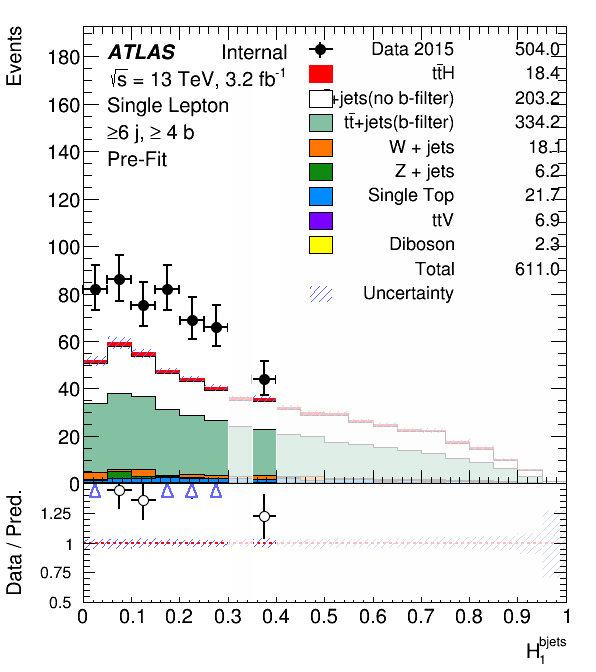 Events
180
160
140
120
100
80
60
40
20
0
ATLAS Internal
√s = 13 TeV, 3.2 fb⁻¹
Single Lepton
≥6 j, ≥ 4 b
Pre-Fit
Data 2015 504.0
tt̄H 18.4
+jets(no b-filter) 203.2
tt̄+jets(b-filter) 334.2
W + jets 18.1
Z + jets 6.2
Single Top 21.7
ttV 6.9
Diboson 2.3
Total 611.0
Uncertainty
Data / Pred.
1.25
1
0.75
0.5
0 0.1 0.2 0.3 0.4 0.5 0.6 0.7 0.8 0.9 1
H₁^bjets